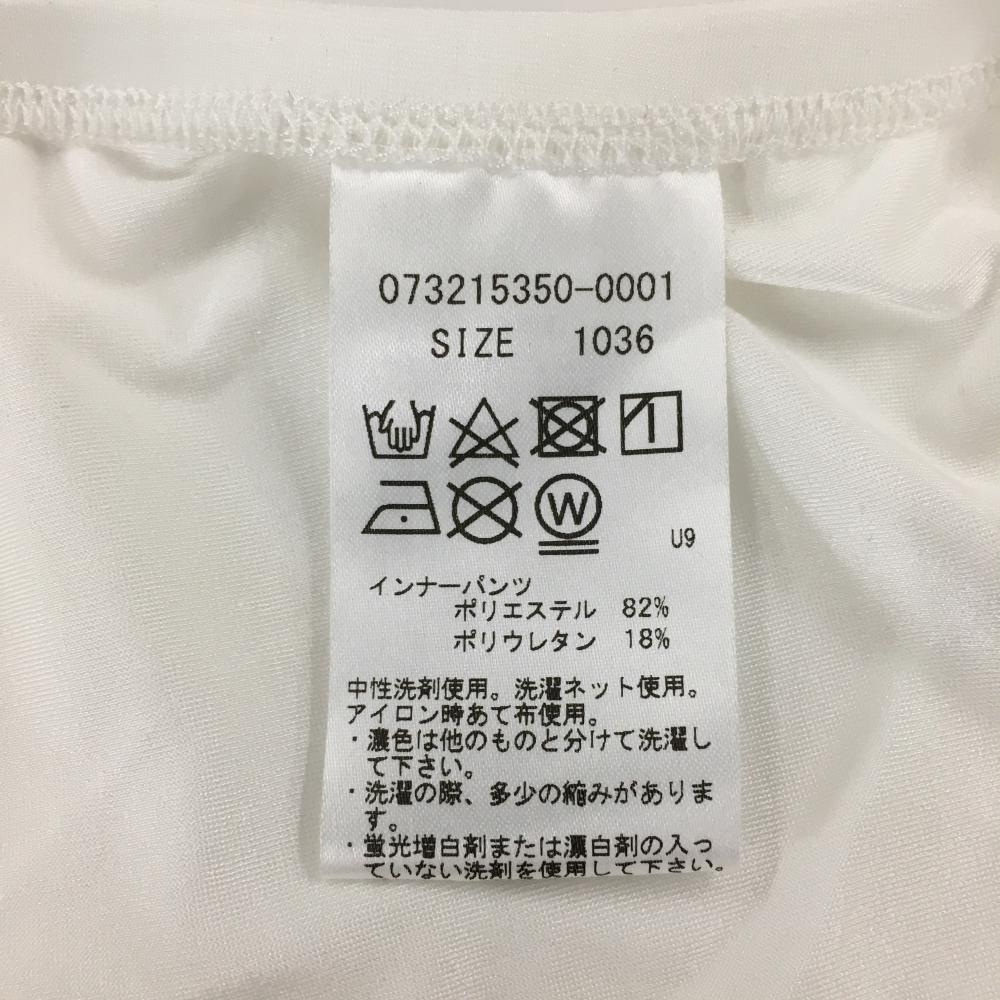 073215350-0001
SIZE 1036
W
U9
インナーパンツ
ポリエステル 82%
ポリウレタン 18%
中性洗剤使用。洗濯ネット使用。
アイロン時あて布使用。
・濃色は他のものと分けて洗濯し
て下さい。
・洗濯の際、多少の縮みがありま
す。
・蛍光増白剤または漂白剤の入っ
ていない洗剤を使用して下さい。